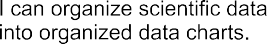 I can organize scientific data
into organized data charts.